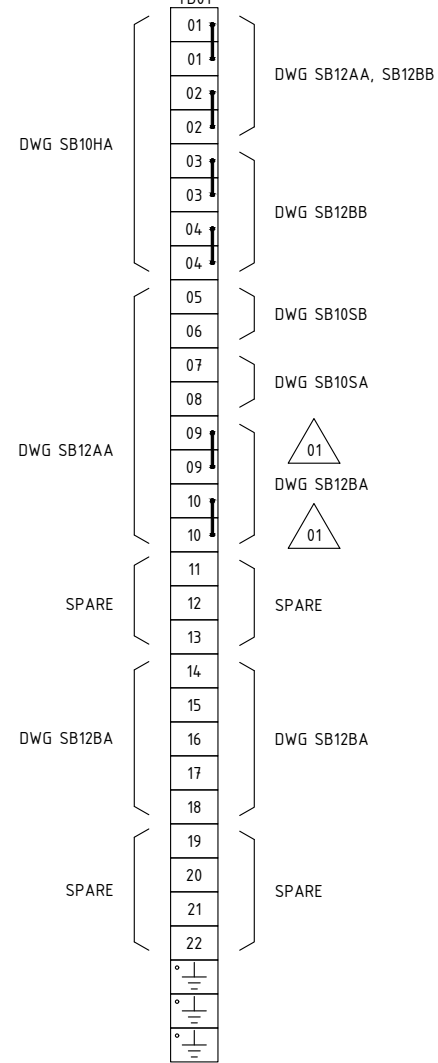 01
01
DWG SB12AA, SB12BB
02
02
DWG SB10HA
03
03
DWG SB12BB
04
04
05
DWG SB10SB
06
07
DWG SB10SA
08
09
01
DWG SB12AA
09
DWG SB12BA
10
10
01
11
SPARE
12
SPARE
13
14
15
DWG SB12BA
16
DWG SB12BA
17
18
19
20
SPARE
SPARE
21
22